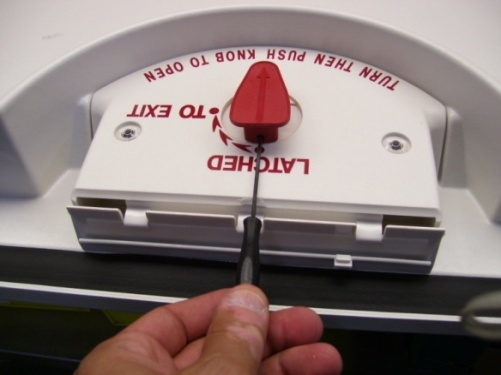 TURN THEN PUSH KNOB TO OPEN
TO EXIT
LATCHED